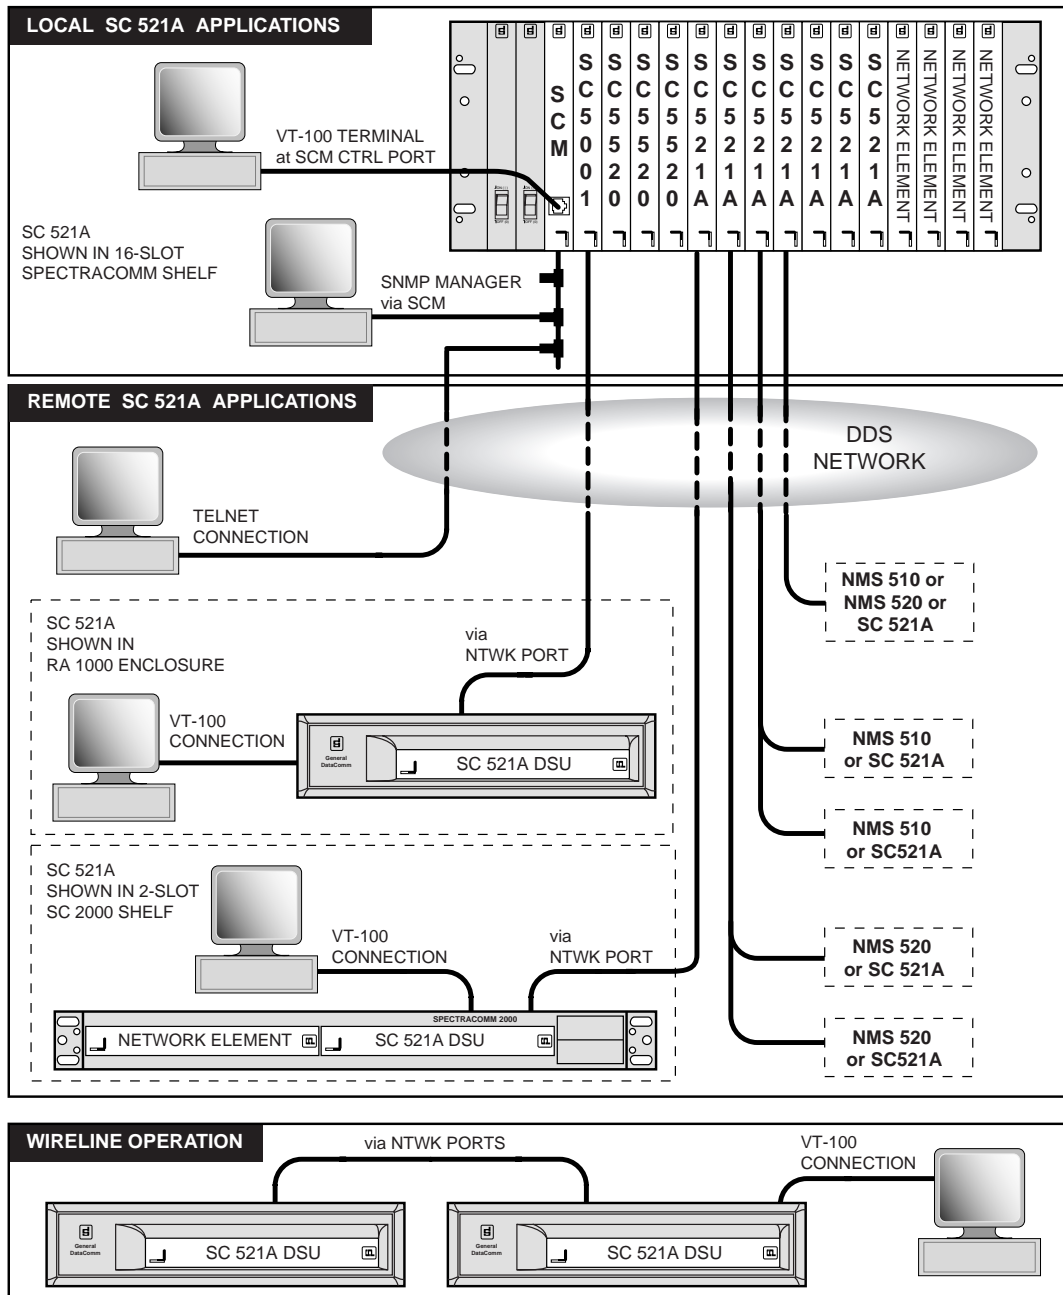 LOCAL SC 521A APPLICATIONS
VT-100 TERMINAL
at SCM CTRL PORT
SC 521A
SHOWN IN 16-SLOT
SPECTRACOMM SHELF
SNMP MANAGER
via SCM
SCM
SC5001
SC5520
SC5520
SC5520
SC521A
SC521A
SC521A
SC521A
SC521A
SC521A
SC521A
NETWORK ELEMENT
NETWORK ELEMENT
NETWORK ELEMENT
NETWORK ELEMENT
REMOTE SC 521A APPLICATIONS
DDS
NETWORK
TELNET
CONNECTION
NMS 510 or
NMS 520 or
SC 521A
SC 521A
SHOWN IN
RA 1000 ENCLOSURE
via
NTWK PORT
VT-100
CONNECTION
General
DataComm
SC 521A DSU
NMS 510
or SC 521A
NMS 510
or SC521A
SC 521A
SHOWN IN 2-SLOT
SC 2000 SHELF
VT-100
CONNECTION
via
NTWK PORT
NMS 520
or SC 521A
SPECTRACOMM 2000
NETWORK ELEMENT
SC 521A DSU
NMS 520
or SC521A
WIRELINE OPERATION
via NTWK PORTS
VT-100
CONNECTION
General
DataComm
SC 521A DSU
General
DataComm
SC 521A DSU